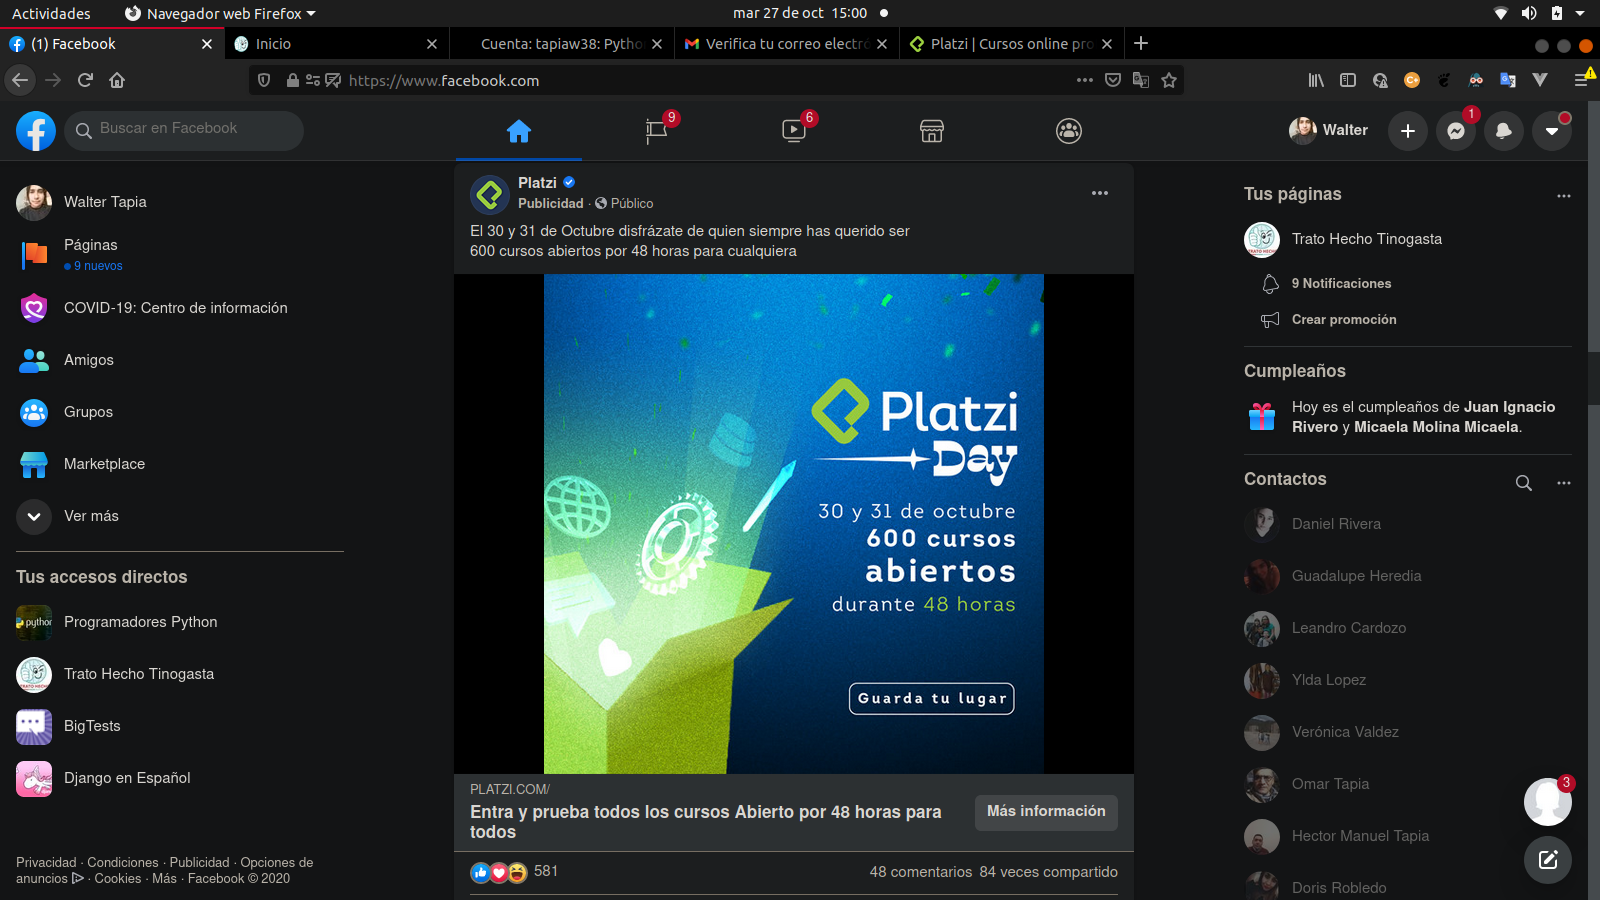 Actividades
Navegador web Firefox
mar 27 de oct 15:00
(1) Facebook
Inicio
Cuenta: tapiaw38: Pytho
Verifica tu correo electró
Platzi | Cursos online pro
https://www.facebook.com
Buscar en Facebook
9
6
Walter
1
Walter Tapia
Páginas
9 nuevos
COVID-19: Centro de información
Amigos
Grupos
Marketplace
Ver más
Tus accesos directos
Programadores Python
Trato Hecho Tinogasta
BigTests
Django en Español
Privacidad · Condiciones · Publicidad · Opciones de
anuncios · Cookies · Más · Facebook © 2020
Platzi
Publicidad · Público
El 30 y 31 de Octubre disfrázate de quien siempre has querido ser
600 cursos abiertos por 48 horas para cualquiera
Platzi
Day
30 y 31 de octubre
600 cursos
abiertos
durante 48 horas
Guarda tu lugar
PLATZI.COM/
Entra y prueba todos los cursos Abierto por 48 horas para
todos
Más información
581
48 comentarios 84 veces compartido
Tus páginas
Trato Hecho Tinogasta
9 Notificaciones
Crear promoción
Cumpleaños
Hoy es el cumpleaños de Juan Ignacio
Rivero y Micaela Molina Micaela.
Contactos
Daniel Rivera
Guadalupe Heredia
Leandro Cardozo
Ylda Lopez
Verónica Valdez
Omar Tapia
Hector Manuel Tapia
Doris Robledo
3